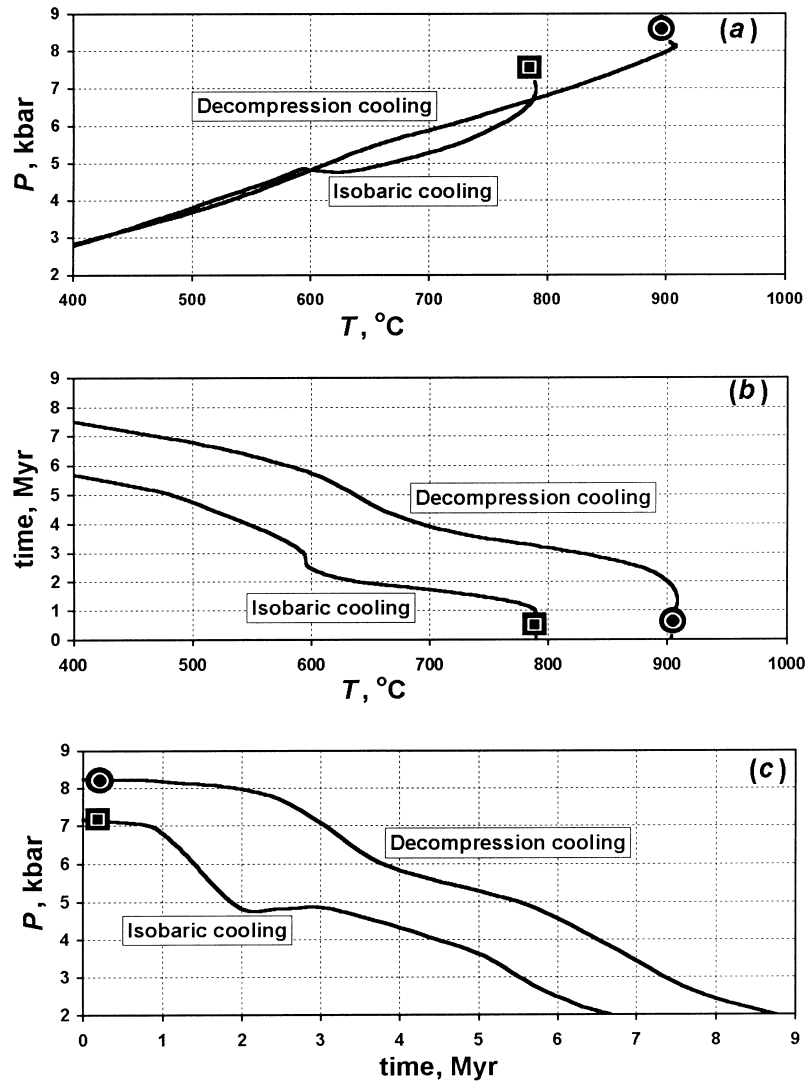 9
(a)
8
7
Decompression cooling
6
P, kbar
5
Isobaric cooling
4
3
2
400 500 600 700 800 900 1000
T, °C
9
(b)
8
7
6
time, Myr
5
Decompression cooling
4
3
2
Isobaric cooling
1
0
400 500 600 700 800 900 1000
T, °C
9
(c)
8
7
Decompression cooling
6
P, kbar
5
Isobaric cooling
4
3
2
0 1 2 3 4 5 6 7 8 9
time, Myr